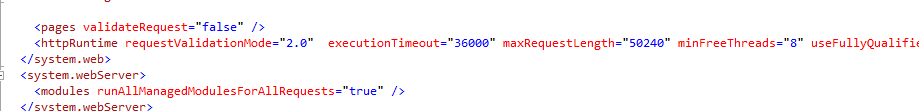 <pages validateRequest="false" />
<httpRuntime requestValidationMode="2.0"  executionTimeout="36000" maxRequestLength="50240" minFreeThreads="8" useFullyQualifie
</system.web>
<system.webServer>
<modules runAllManagedModulesForAllRequests="true" />
</system.webServer>